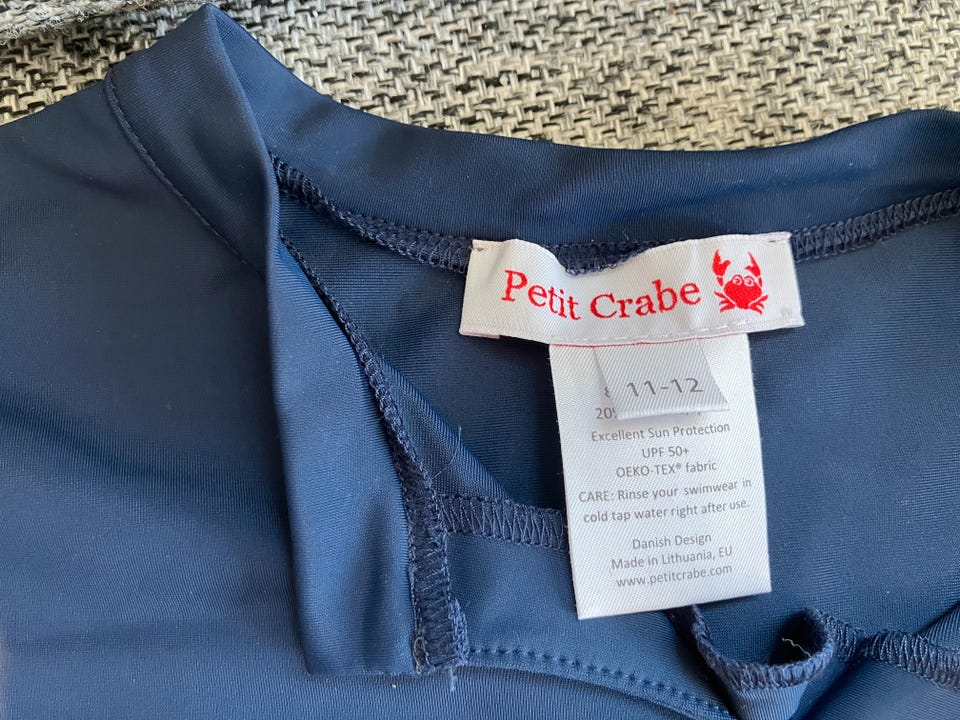 Petit Crabe
11-12
Excellent Sun Protection
UPF 50+
OEKO-TEX® fabric
CARE: Rinse your swimwear in
cold tap water right after use.
Danish Design
Made in Lithuania, EU
www.petitcrabe.com